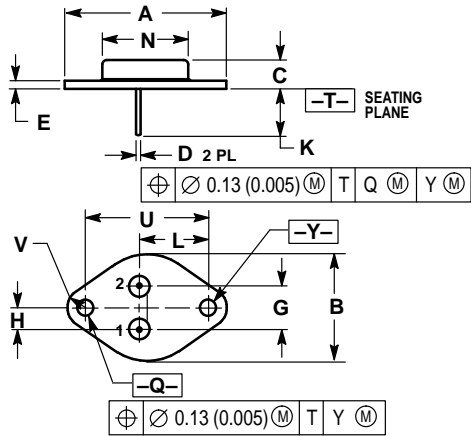 A
N
C
E
–T– SEATING
PLANE
K
D 2 PL
⌖ ∅ 0.13 (0.005) Ⓜ T Q Ⓜ Y Ⓜ
U
V
L
–Y–
2
H
G
B
1
–Q–
⌖ ∅ 0.13 (0.005) Ⓜ T Y Ⓜ